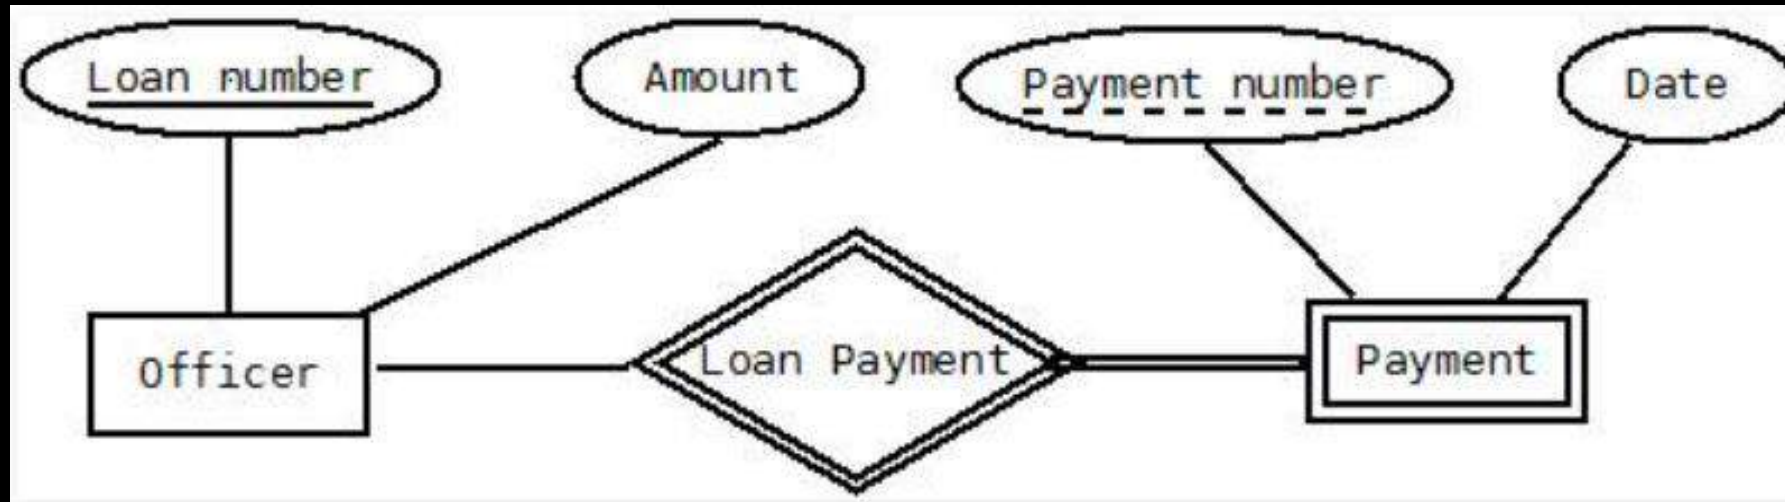 Loan number
Amount
Payment number
Date
Officer
Loan Payment
Payment